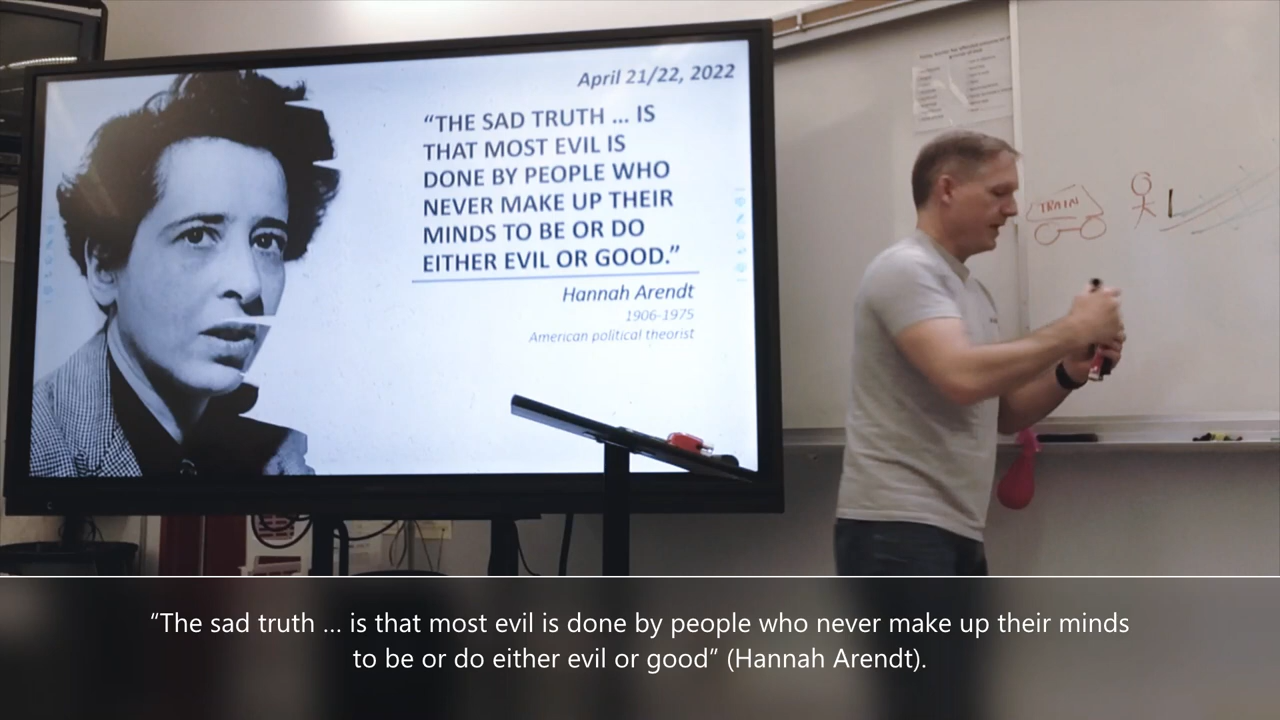 April 21/22, 2022
“THE SAD TRUTH ... IS
THAT MOST EVIL IS
DONE BY PEOPLE WHO
NEVER MAKE UP THEIR
MINDS TO BE OR DO
EITHER EVIL OR GOOD.”
Hannah Arendt
1906-1975
American political theorist
TRAIN
“The sad truth ... is that most evil is done by people who never make up their minds
to be or do either evil or good” (Hannah Arendt).